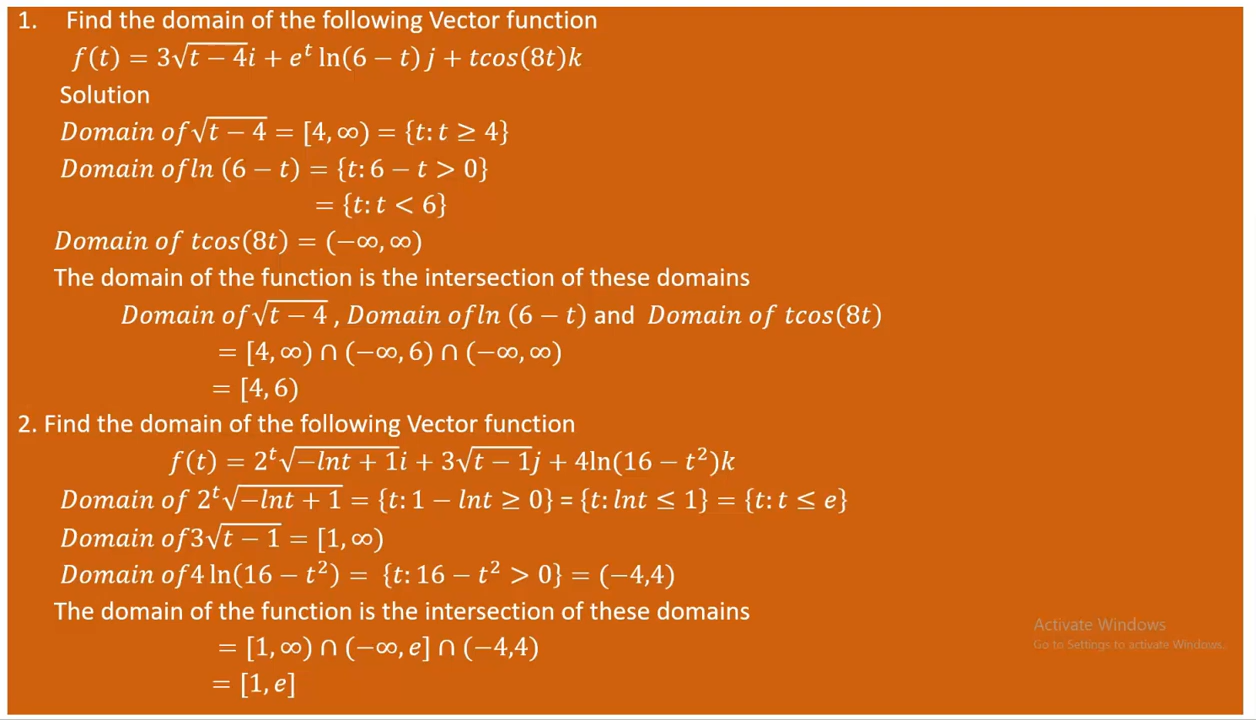 1. Find the domain of the following Vector function
f(t) = 3√(t − 4)i + eᵗ ln(6 − t) j + tcos(8t)k
Solution
Domain of √(t − 4) = [4, ∞) = {t: t ≥ 4}
Domain of ln (6 − t) = {t: 6 − t > 0}
= {t: t < 6}
Domain of tcos(8t) = (−∞, ∞)
The domain of the function is the intersection of these domains
Domain of √(t − 4) , Domain of ln (6 − t) and Domain of tcos(8t)
= [4, ∞) ∩ (−∞, 6) ∩ (−∞, ∞)
= [4, 6)
2. Find the domain of the following Vector function
f(t) = 2ᵗ√(−lnt + 1)i + 3√(t − 1)j + 4ln(16 − t²)k
Domain of 2ᵗ√(−lnt + 1) = {t: 1 − lnt ≥ 0} = {t: lnt ≤ 1} = {t: t ≤ e}
Domain of 3√(t − 1) = [1, ∞)
Domain of 4 ln(16 − t²) = {t: 16 − t² > 0} = (−4,4)
The domain of the function is the intersection of these domains
= [1, ∞) ∩ (−∞, e] ∩ (−4,4)
= [1, e]
Activate Windows
Go to Settings to activate Windows.